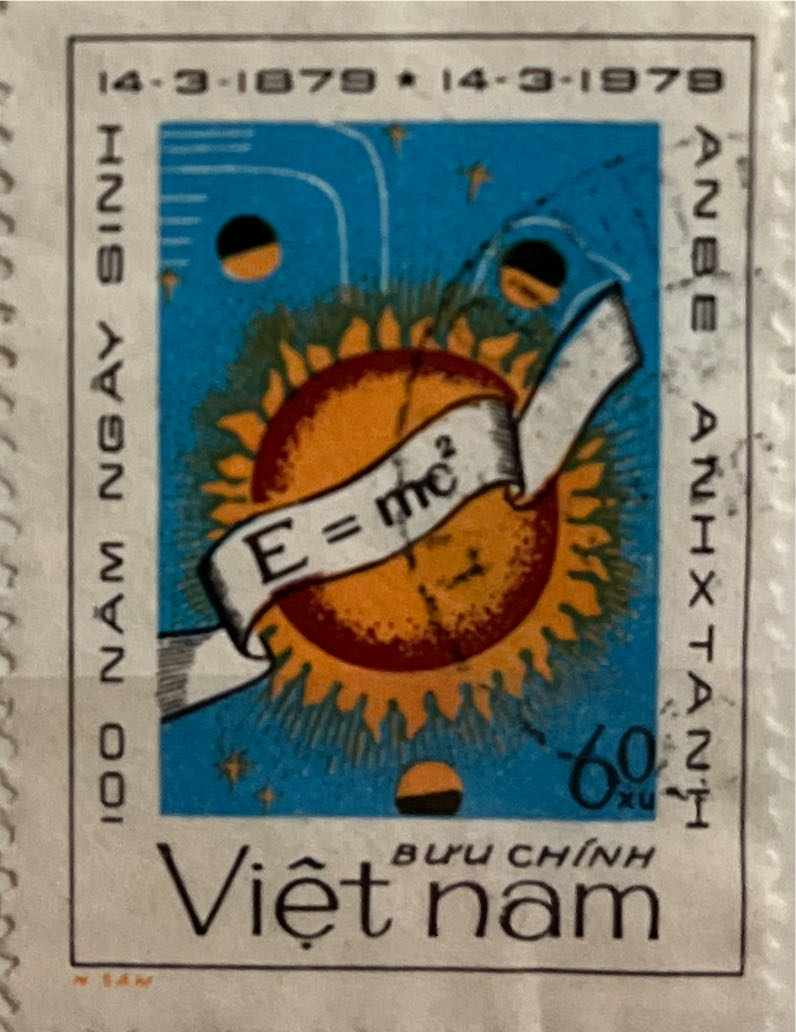 14-3-1879 ★ 14-3-1979
100 NĂM NGÀY SINH
ANBE ANHXTANH
E = mc²
60
XU
BƯU CHÍNH
Việt nam